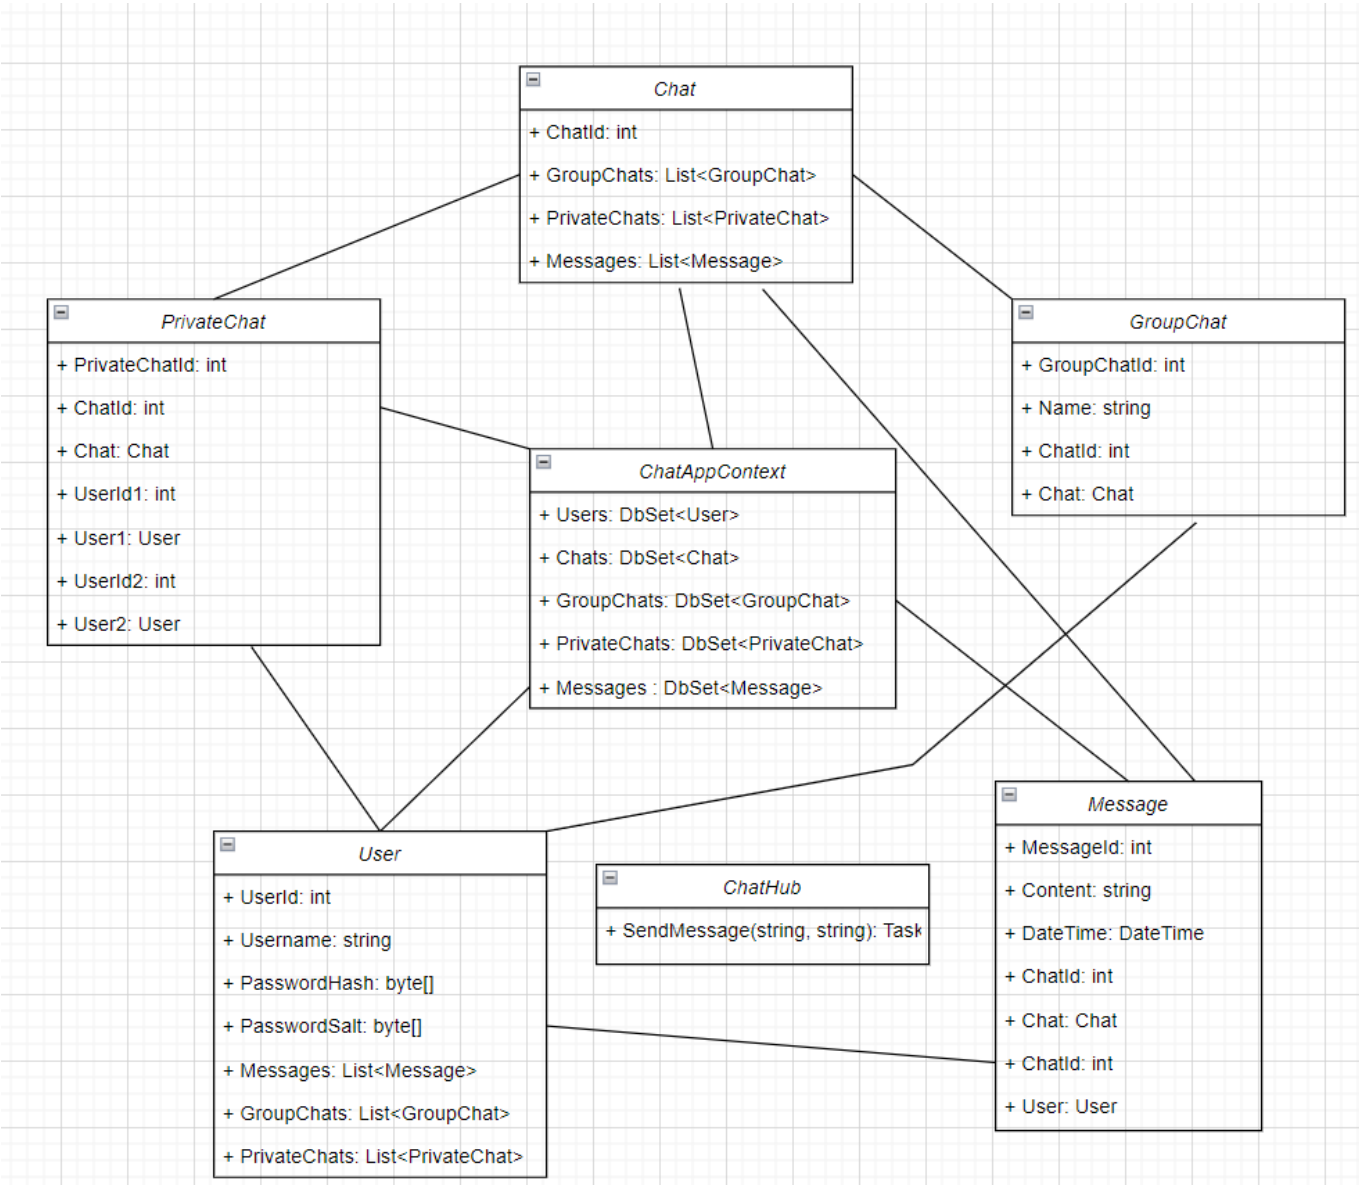 Chat
+ ChatId: int
+ GroupChats: List<GroupChat>
+ PrivateChats: List<PrivateChat>
+ Messages: List<Message>
PrivateChat
+ PrivateChatId: int
+ ChatId: int
+ Chat: Chat
+ UserId1: int
+ User1: User
+ UserId2: int
+ User2: User
GroupChat
+ GroupChatId: int
+ Name: string
+ ChatId: int
+ Chat: Chat
ChatAppContext
+ Users: DbSet<User>
+ Chats: DbSet<Chat>
+ GroupChats: DbSet<GroupChat>
+ PrivateChats: DbSet<PrivateChat>
+ Messages : DbSet<Message>
User
+ UserId: int
+ Username: string
+ PasswordHash: byte[]
+ PasswordSalt: byte[]
+ Messages: List<Message>
+ GroupChats: List<GroupChat>
+ PrivateChats: List<PrivateChat>
ChatHub
+ SendMessage(string, string): Task
Message
+ MessageId: int
+ Content: string
+ DateTime: DateTime
+ ChatId: int
+ Chat: Chat
+ ChatId: int
+ User: User